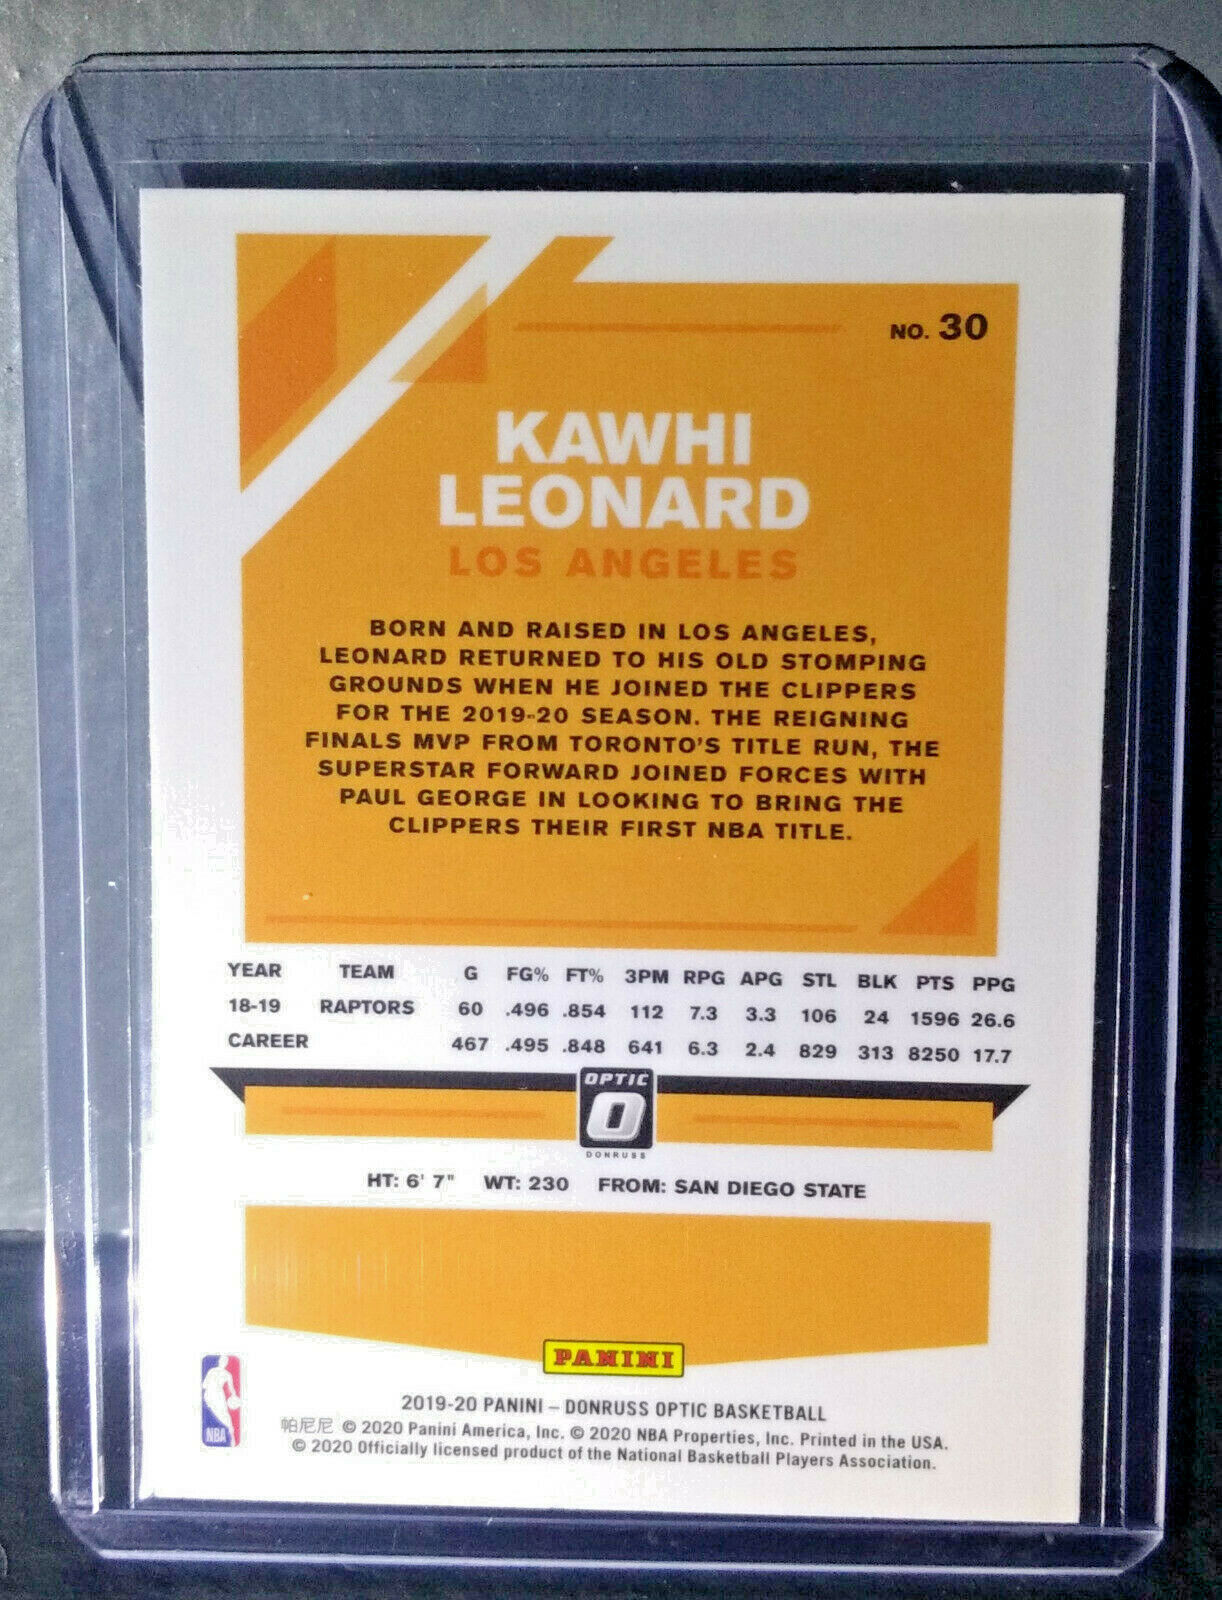 NO. 30
KAWHI
LEONARD
LOS ANGELES
BORN AND RAISED IN LOS ANGELES,
LEONARD RETURNED TO HIS OLD STOMPING
GROUNDS WHEN HE JOINED THE CLIPPERS
FOR THE 2019-20 SEASON. THE REIGNING
FINALS MVP FROM TORONTO'S TITLE RUN, THE
SUPERSTAR FORWARD JOINED FORCES WITH
PAUL GEORGE IN LOOKING TO BRING THE
CLIPPERS THEIR FIRST NBA TITLE.
YEAR TEAM G FG% FT% 3PM RPG APG STL BLK PTS PPG
18-19 RAPTORS 60 .496 .854 112 7.3 3.3 106 24 1596 26.6
CAREER 467 .495 .848 641 6.3 2.4 829 313 8250 17.7
OPTIC
O
DONRUSS
HT: 6' 7" WT: 230 FROM: SAN DIEGO STATE
PANINI
NBA
2019-20 PANINI – DONRUSS OPTIC BASKETBALL
帕尼尼 © 2020 Panini America, Inc. © 2020 NBA Properties, Inc. Printed in the USA.
© 2020 Officially licensed product of the National Basketball Players Association.